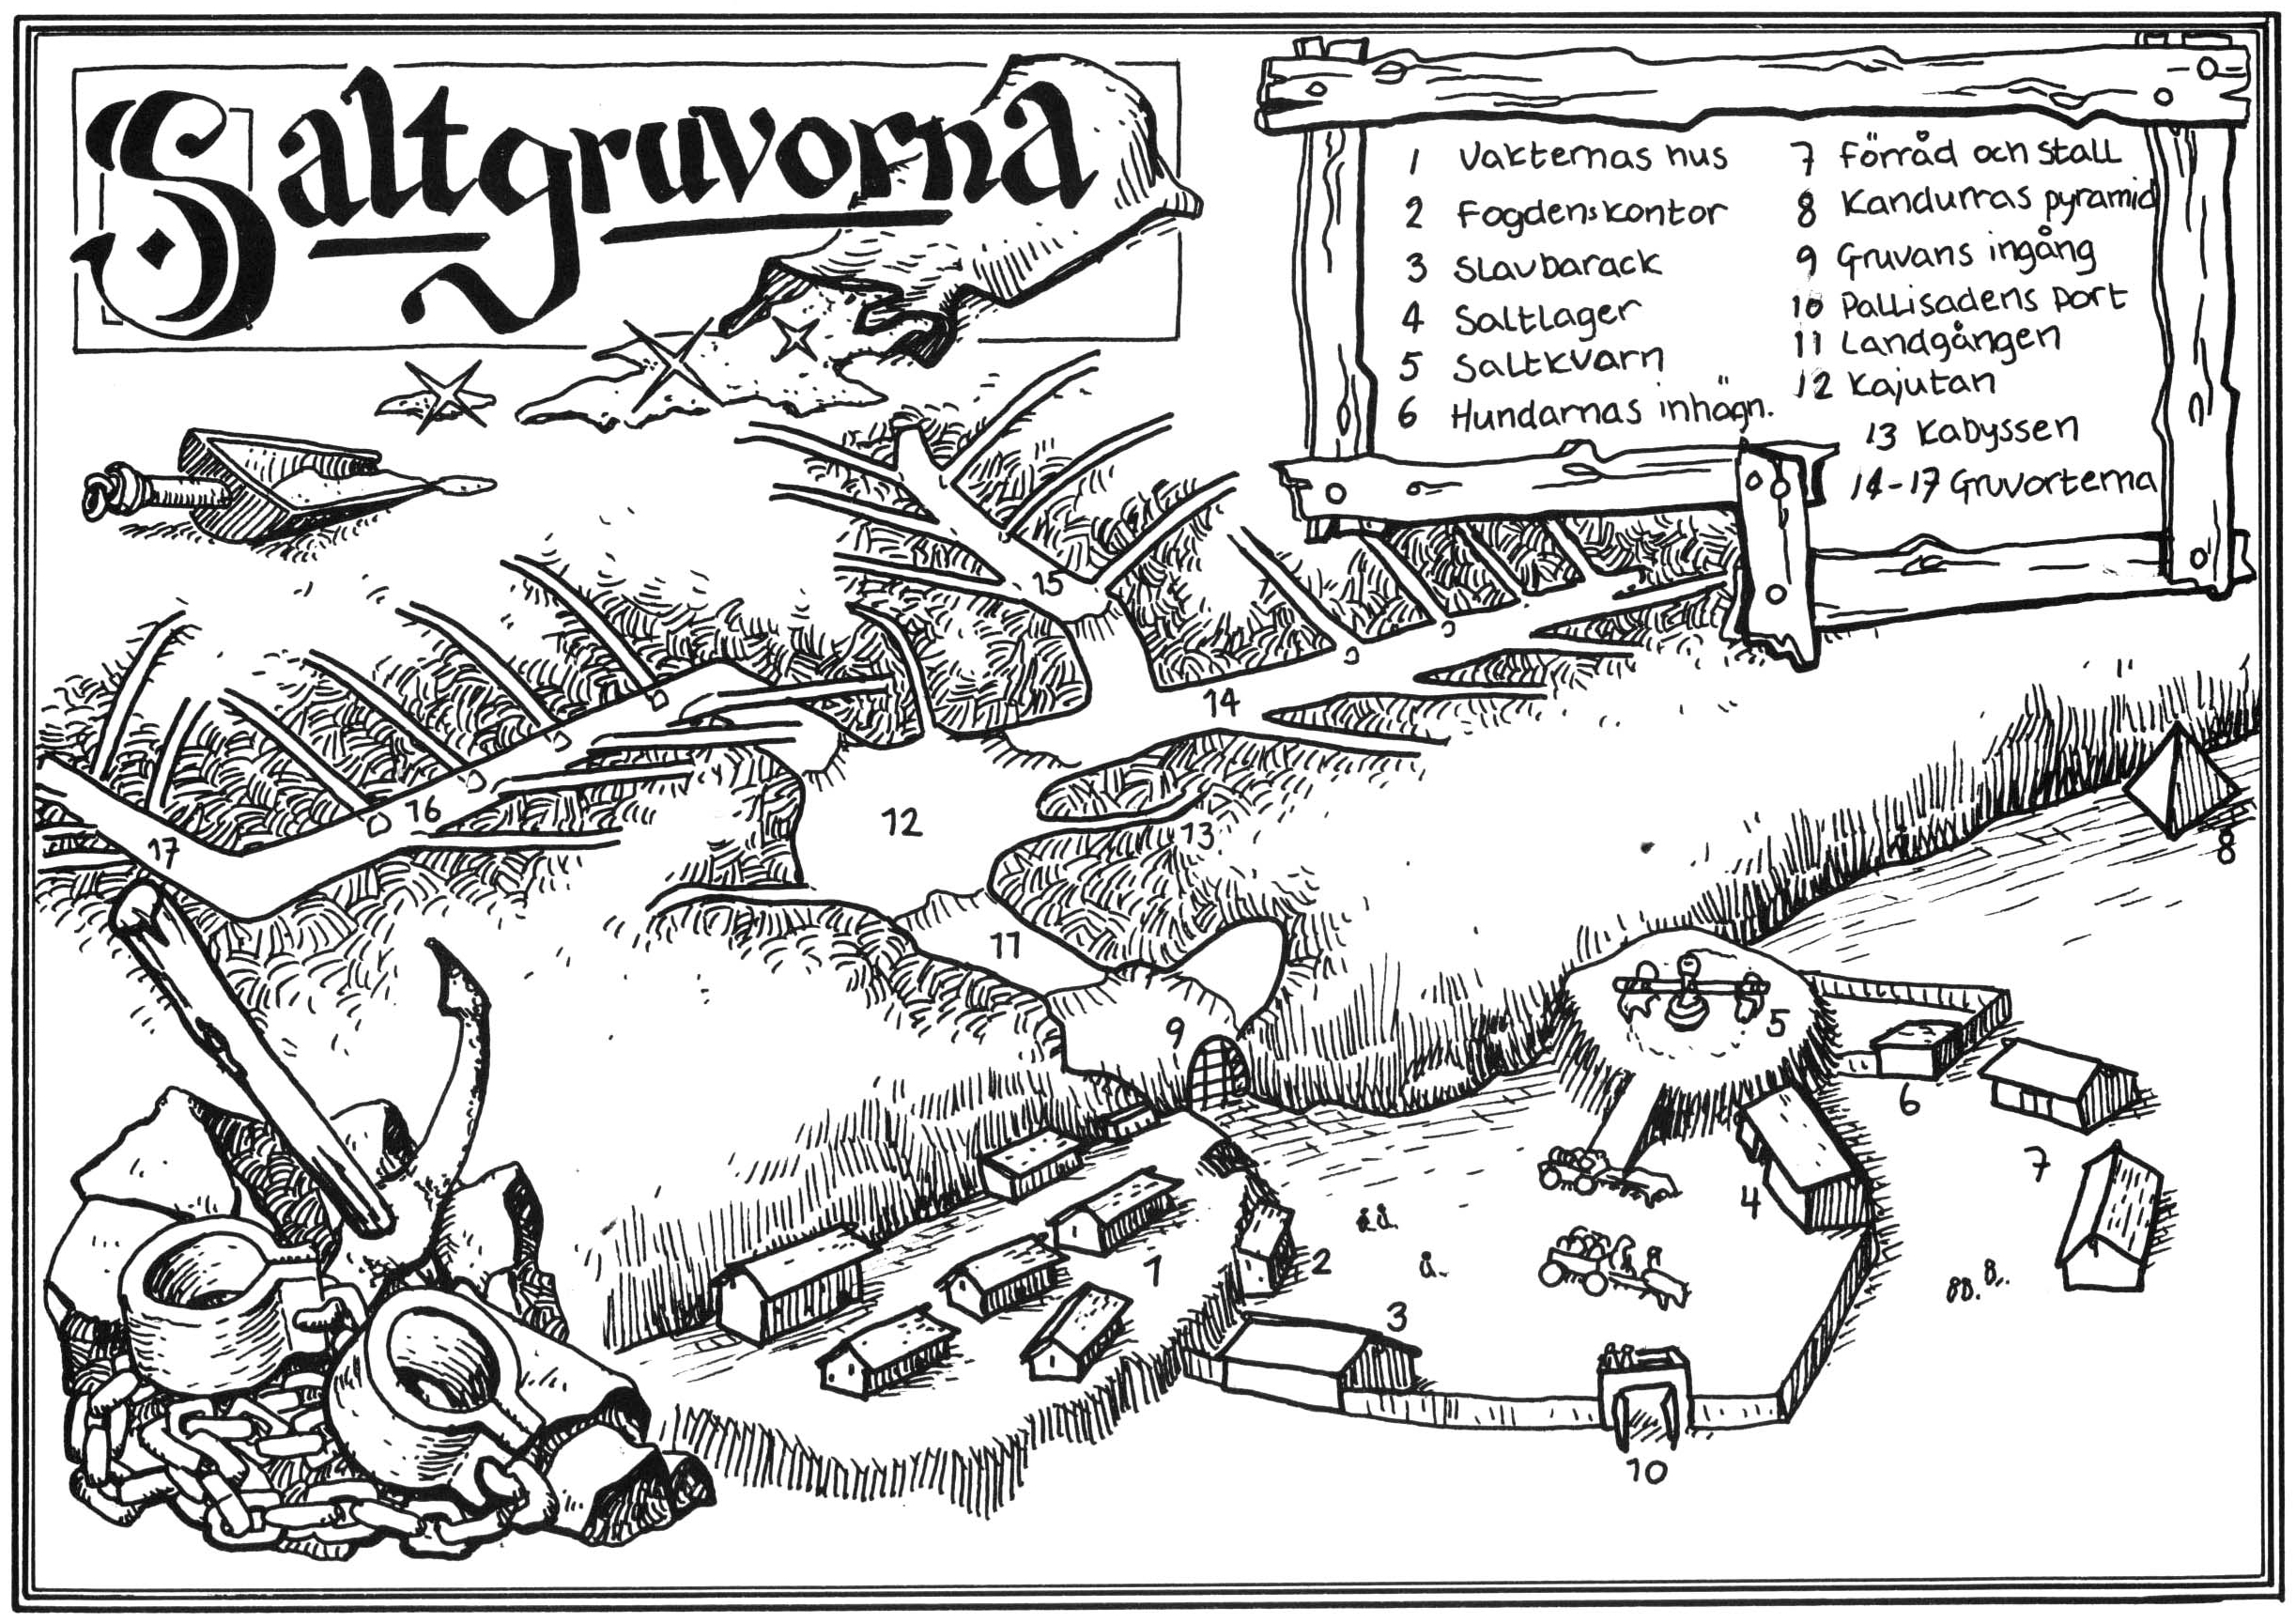 Saltgruvorna
1 Vakternas hus
2 Fogdens kontor
3 Slavbarack
4 Saltlager
5 Saltkvarn
6 Hundarnas inhägn.
7 Förråd och stall
8 Kandurras pyramid
9 Gruvans ingång
10 Pallisadens port
11 Landgången
12 Kajutan
13 Kabyssen
14-17 Gruvorterna
15
14
16
17
12
13
8
11
9
5
6
7
4
1
2
3
10